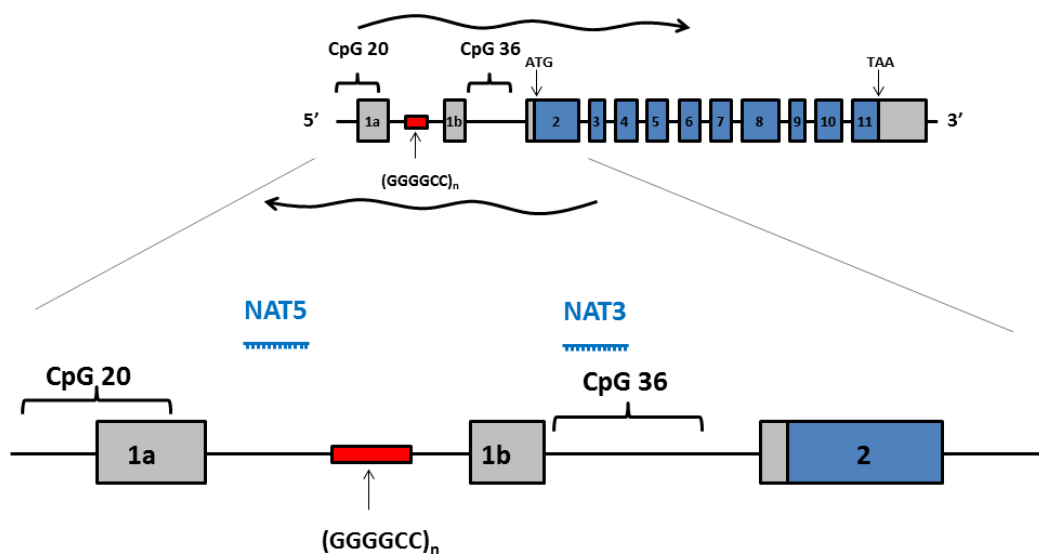 CpG 20 CpG 36
ATG TAA
5’ 1a 1b 2 3 4 5 6 7 8 9 10 11 3’
(GGGGCC)n
NAT5 NAT3
CpG 20 CpG 36
1a 1b 2
(GGGGCC)n